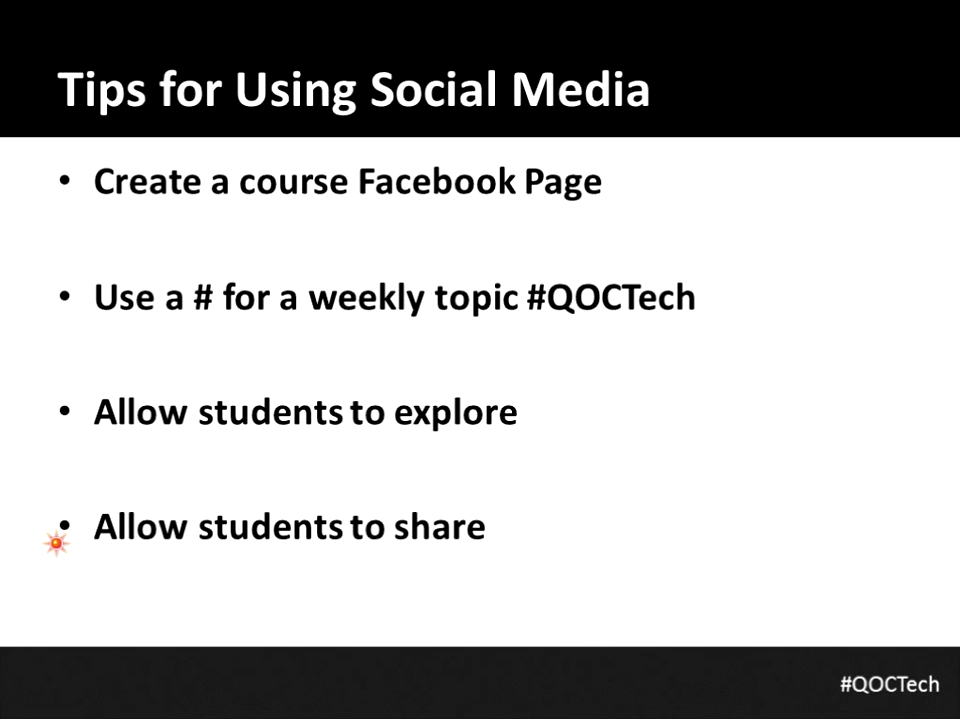 Tips for Using Social Media
• Create a course Facebook Page
• Use a # for a weekly topic #QOCTech
• Allow students to explore
• Allow students to share
#QOCTech